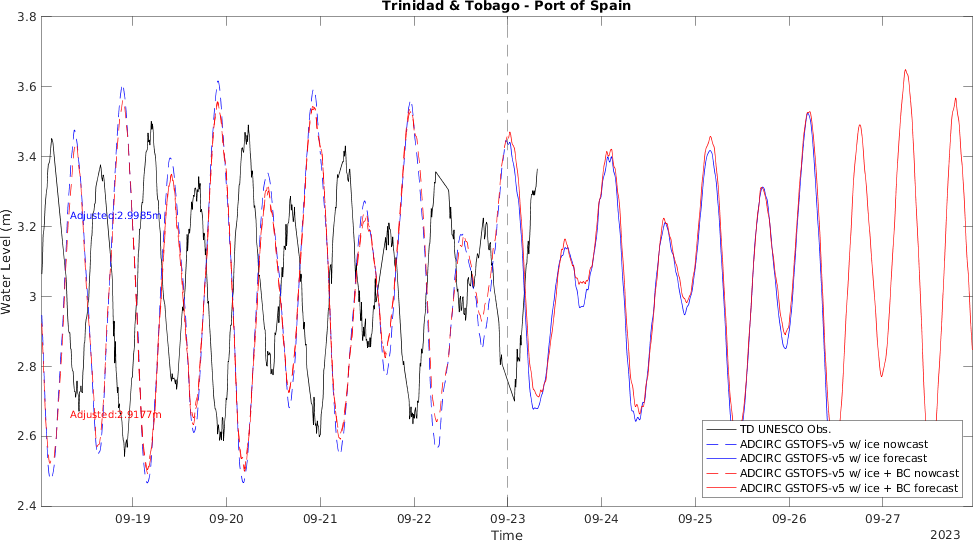 Trinidad & Tobago - Port of Spain
3.8
3.6
3.4
3.2
3
2.8
2.6
2.4
Water Level (m)
Adjusted:2.9985m
Adjusted:2.9177m
TD UNESCO Obs.
ADCIRC GSTOFS-v5 w/ ice nowcast
ADCIRC GSTOFS-v5 w/ ice forecast
ADCIRC GSTOFS-v5 w/ ice + BC nowcast
ADCIRC GSTOFS-v5 w/ ice + BC forecast
09-19 09-20 09-21 09-22 09-23 09-24 09-25 09-26 09-27
Time
2023